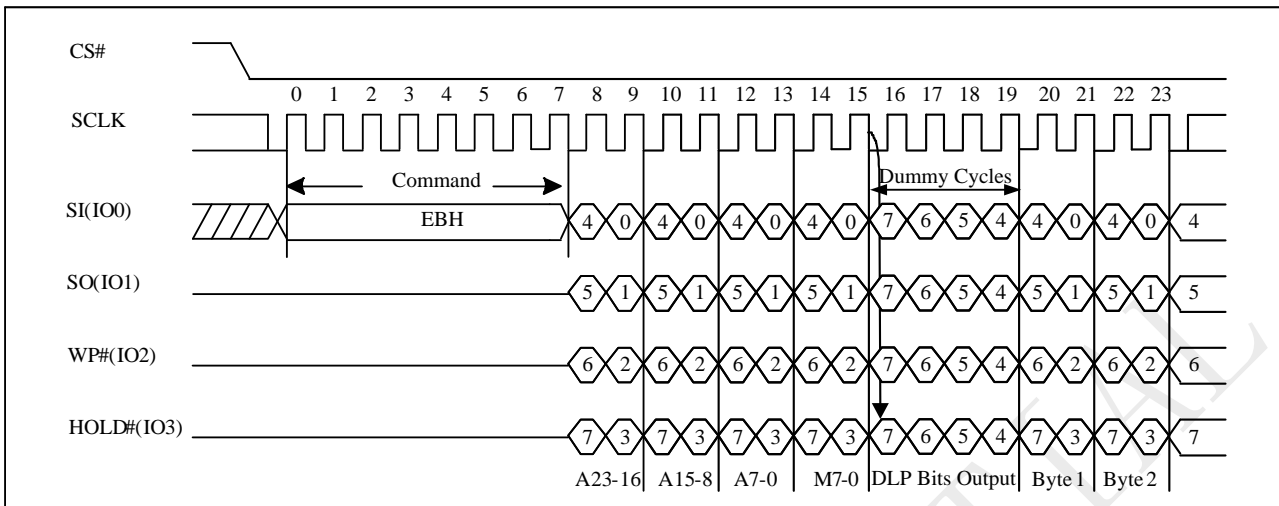 CS#
0 1 2 3 4 5 6 7 8 9 10 11 12 13 14 15 16 17 18 19 20 21 22 23
SCLK
Command
Dummy Cycles
SI(IO0)
EBH
4 0 4 0 4 0 4 0 7 6 5 4 4 0 4 0 4
SO(IO1)
5 1 5 1 5 1 5 1 7 6 5 4 5 1 5 1 5
WP#(IO2)
6 2 6 2 6 2 6 2 7 6 5 4 6 2 6 2 6
HOLD#(IO3)
7 3 7 3 7 3 7 3 7 6 5 4 7 3 7 3 7
A23-16 A15-8 A7-0 M7-0 DLP Bits Output Byte 1 Byte 2